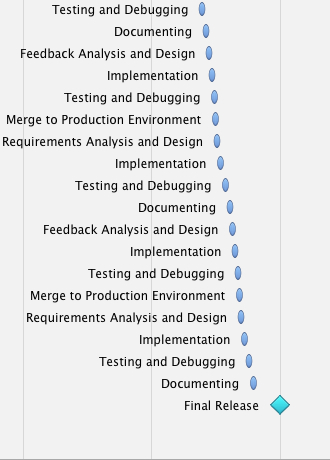 Testing and Debugging
Documenting
Feedback Analysis and Design
Implementation
Testing and Debugging
Merge to Production Environment
Requirements Analysis and Design
Implementation
Testing and Debugging
Documenting
Feedback Analysis and Design
Implementation
Testing and Debugging
Merge to Production Environment
Requirements Analysis and Design
Implementation
Testing and Debugging
Documenting
Final Release